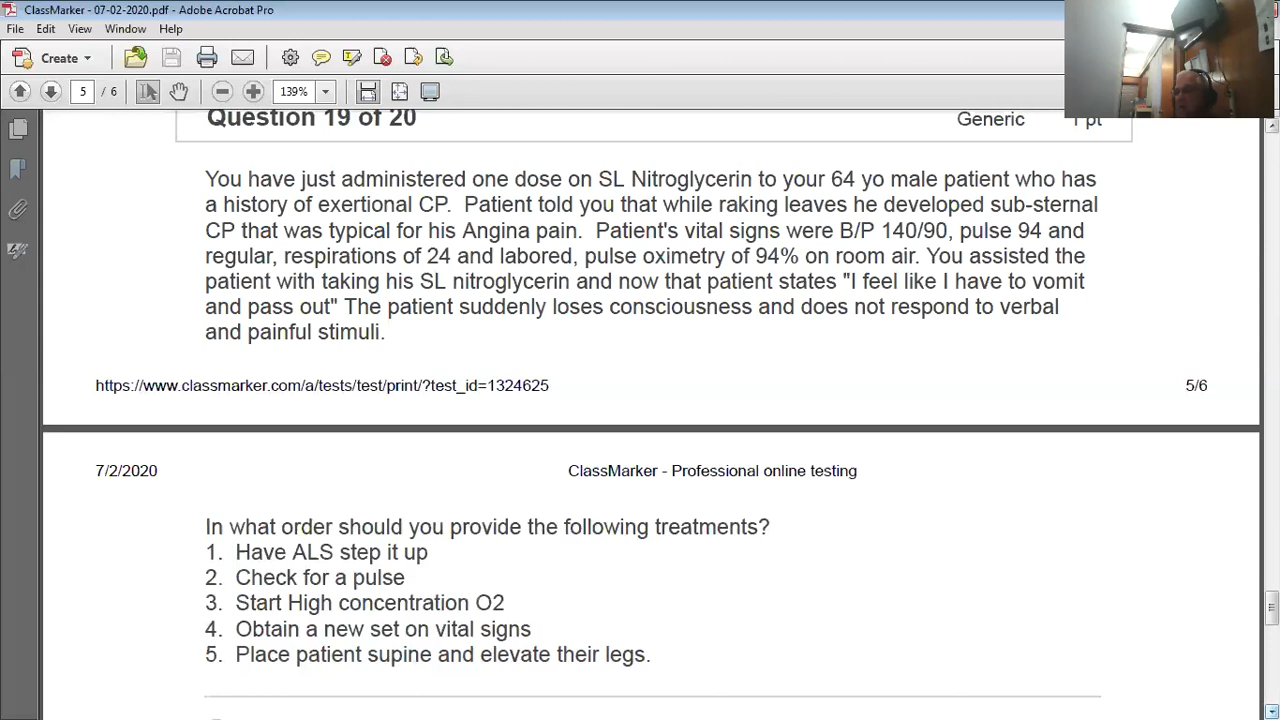 ClassMarker - 07-02-2020.pdf - Adobe Acrobat Pro
File Edit View Window Help
Create
5 / 6 139%
Question 19 of 20 Generic 1 pt
You have just administered one dose on SL Nitroglycerin to your 64 yo male patient who has
a history of exertional CP. Patient told you that while raking leaves he developed sub-sternal
CP that was typical for his Angina pain. Patient's vital signs were B/P 140/90, pulse 94 and
regular, respirations of 24 and labored, pulse oximetry of 94% on room air. You assisted the
patient with taking his SL nitroglycerin and now that patient states "I feel like I have to vomit
and pass out" The patient suddenly loses consciousness and does not respond to verbal
and painful stimuli.
https://www.classmarker.com/a/tests/test/print/?test_id=1324625 5/6
7/2/2020 ClassMarker - Professional online testing
In what order should you provide the following treatments?
1. Have ALS step it up
2. Check for a pulse
3. Start High concentration O2
4. Obtain a new set on vital signs
5. Place patient supine and elevate their legs.